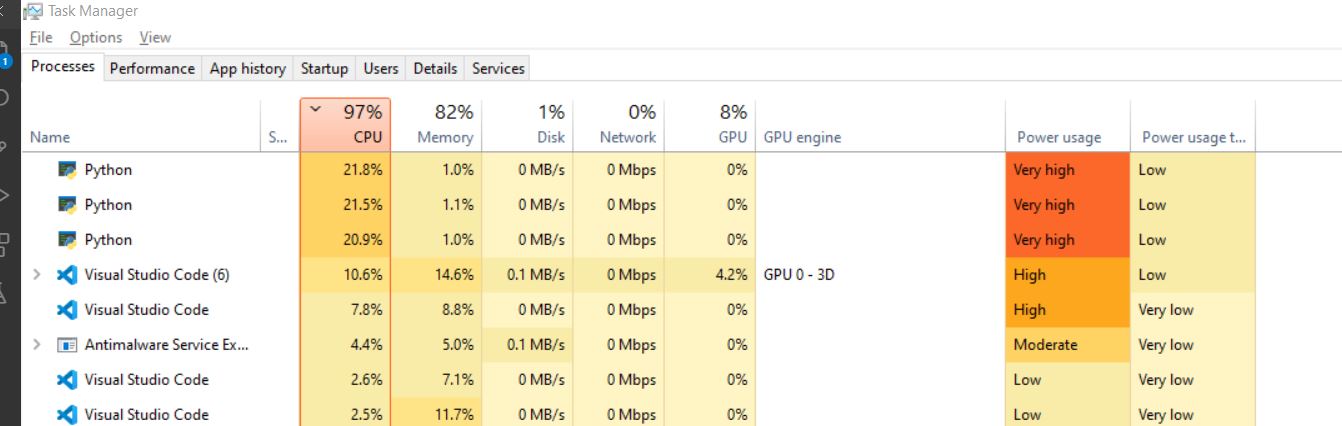 Task Manager
File Options View
1
Processes Performance App history Startup Users Details Services
97% 82% 1% 0% 8%
Name S... CPU Memory Disk Network GPU GPU engine Power usage Power usage t...
Python 21.8% 1.0% 0 MB/s 0 Mbps 0% Very high Low
Python 21.5% 1.1% 0 MB/s 0 Mbps 0% Very high Low
Python 20.9% 1.0% 0 MB/s 0 Mbps 0% Very high Low
Visual Studio Code (6) 10.6% 14.6% 0.1 MB/s 0 Mbps 4.2% GPU 0 - 3D High Low
Visual Studio Code 7.8% 8.8% 0 MB/s 0 Mbps 0% High Very low
Antimalware Service Ex... 4.4% 5.0% 0.1 MB/s 0 Mbps 0% Moderate Very low
Visual Studio Code 2.6% 7.1% 0 MB/s 0 Mbps 0% Low Very low
Visual Studio Code 2.5% 11.7% 0 MB/s 0 Mbps 0% Low Very low